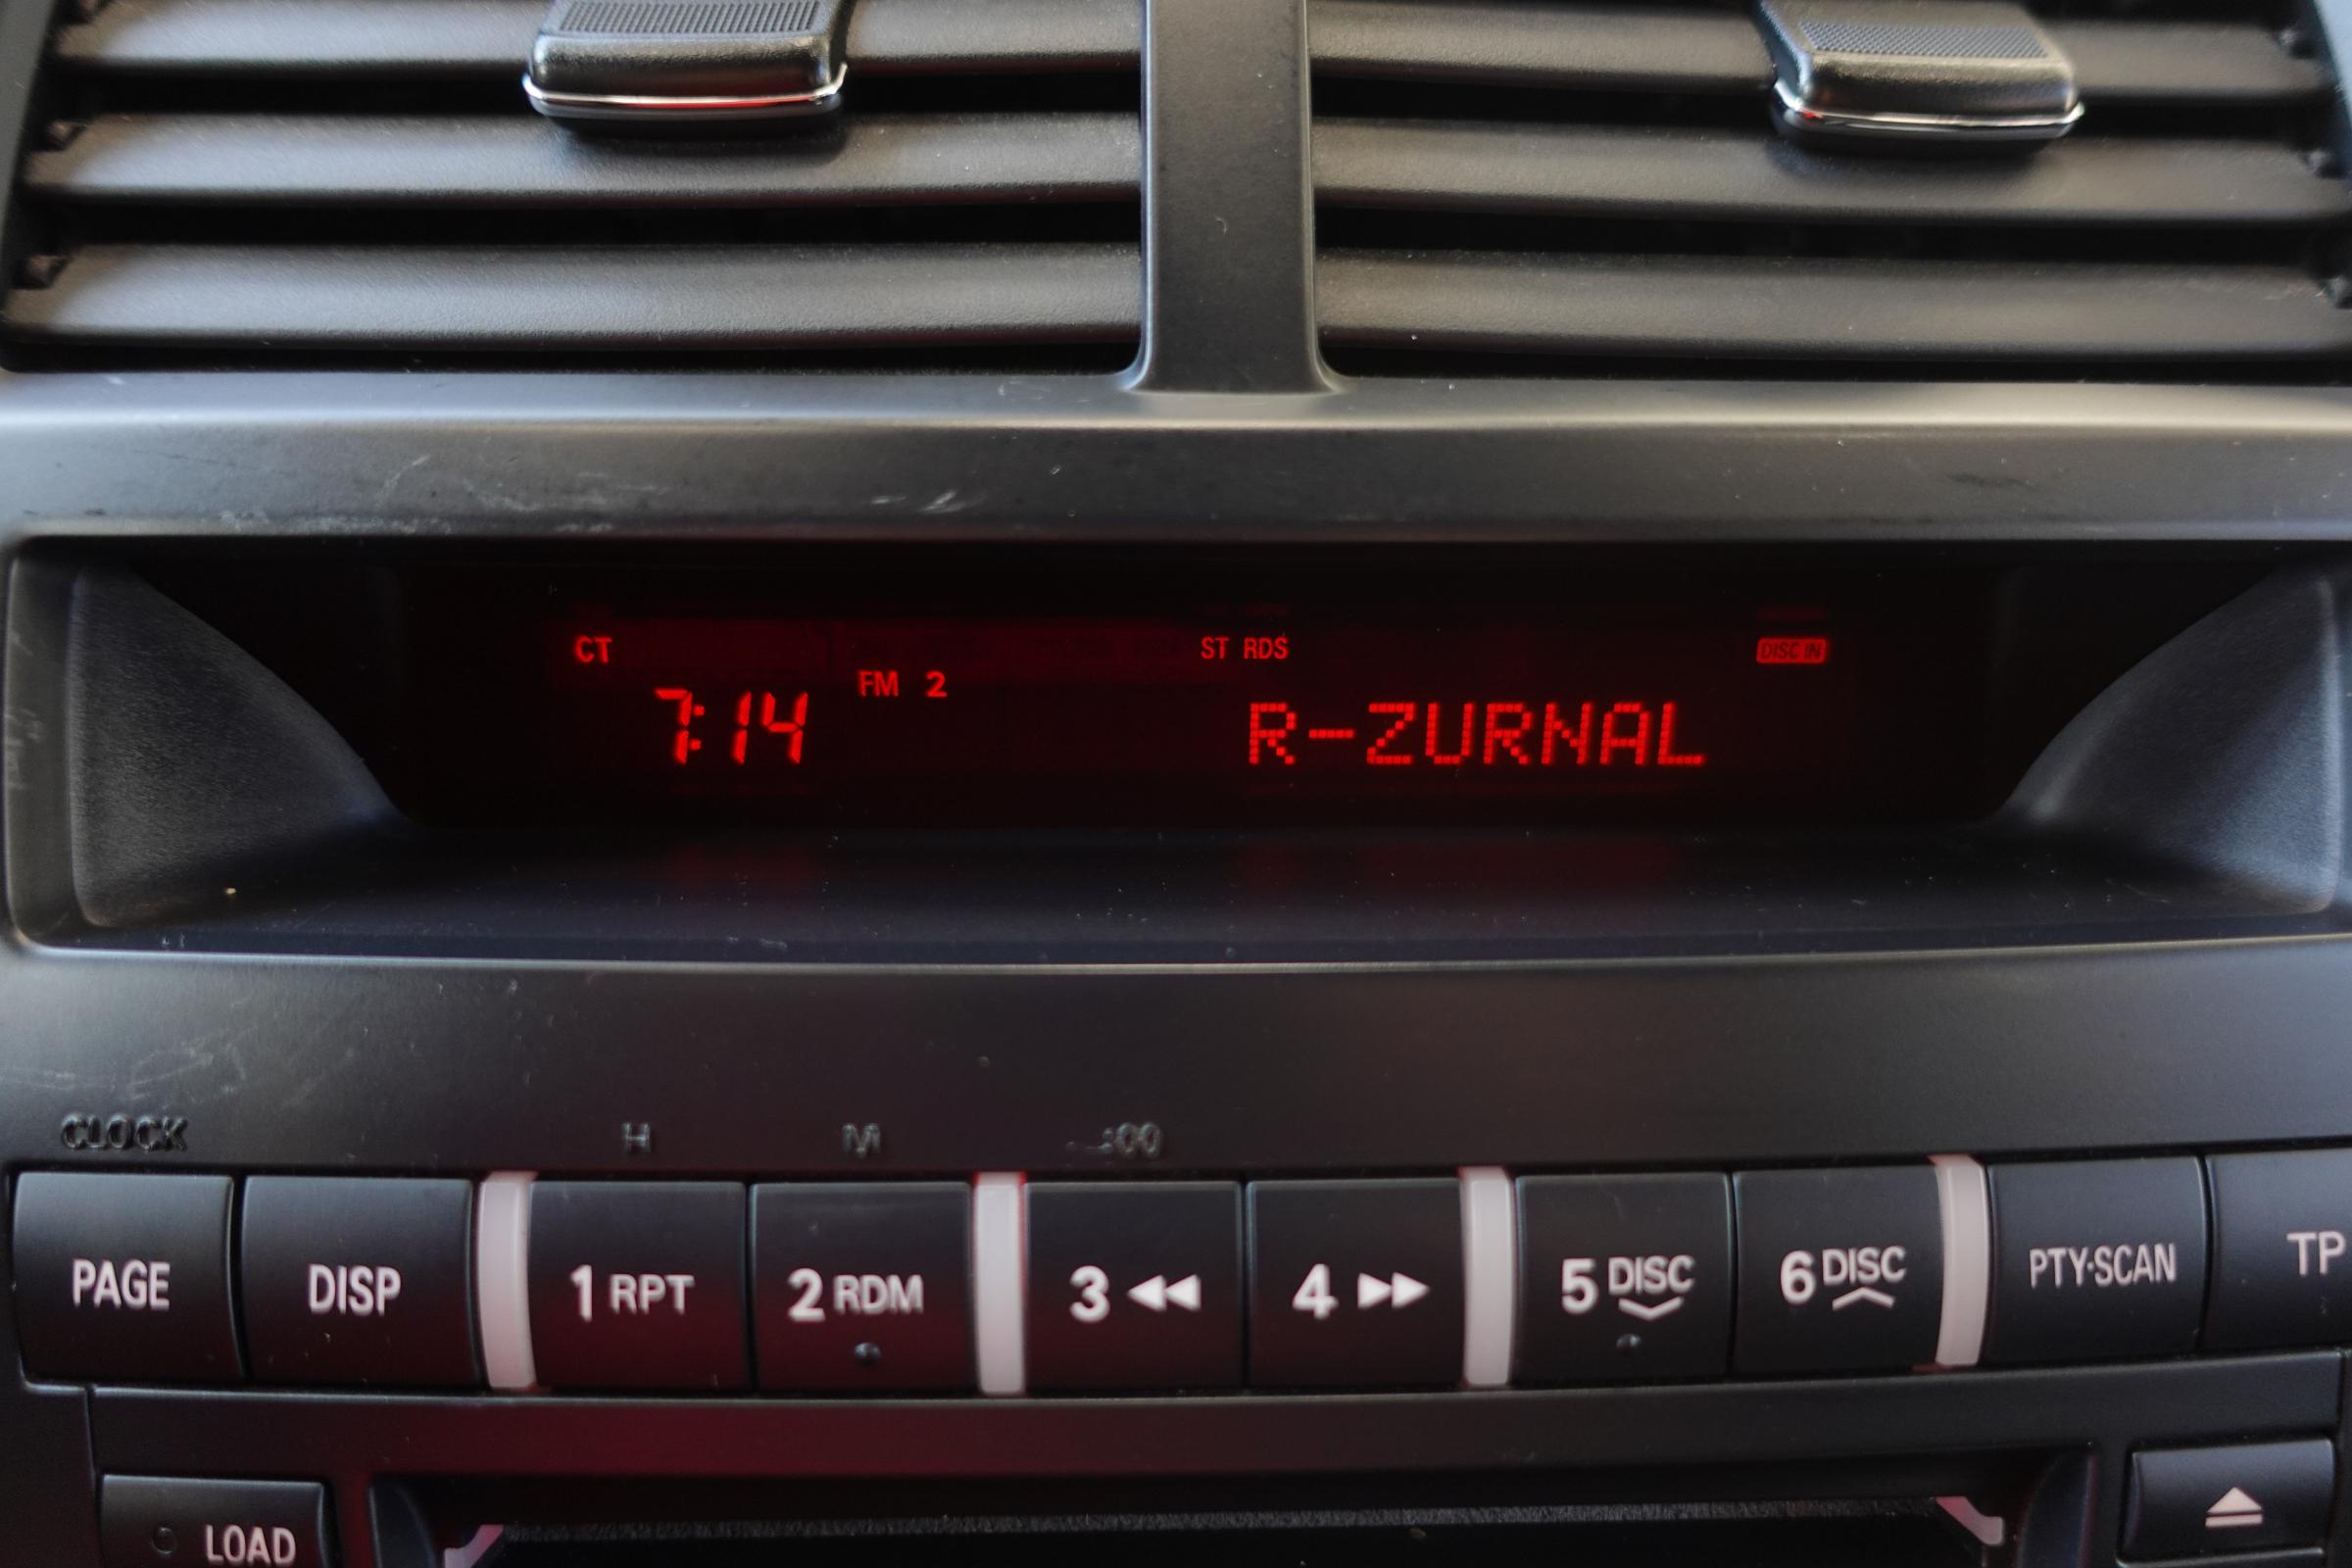 CT
ST RDS
DISC IN
FM 2
7:14
R-ZURNAL
CLOCK
H
M
:00
PAGE
DISP
1 RPT
2 RDM
3
4
5 DISC
6 DISC
PTY·SCAN
TP
LOAD